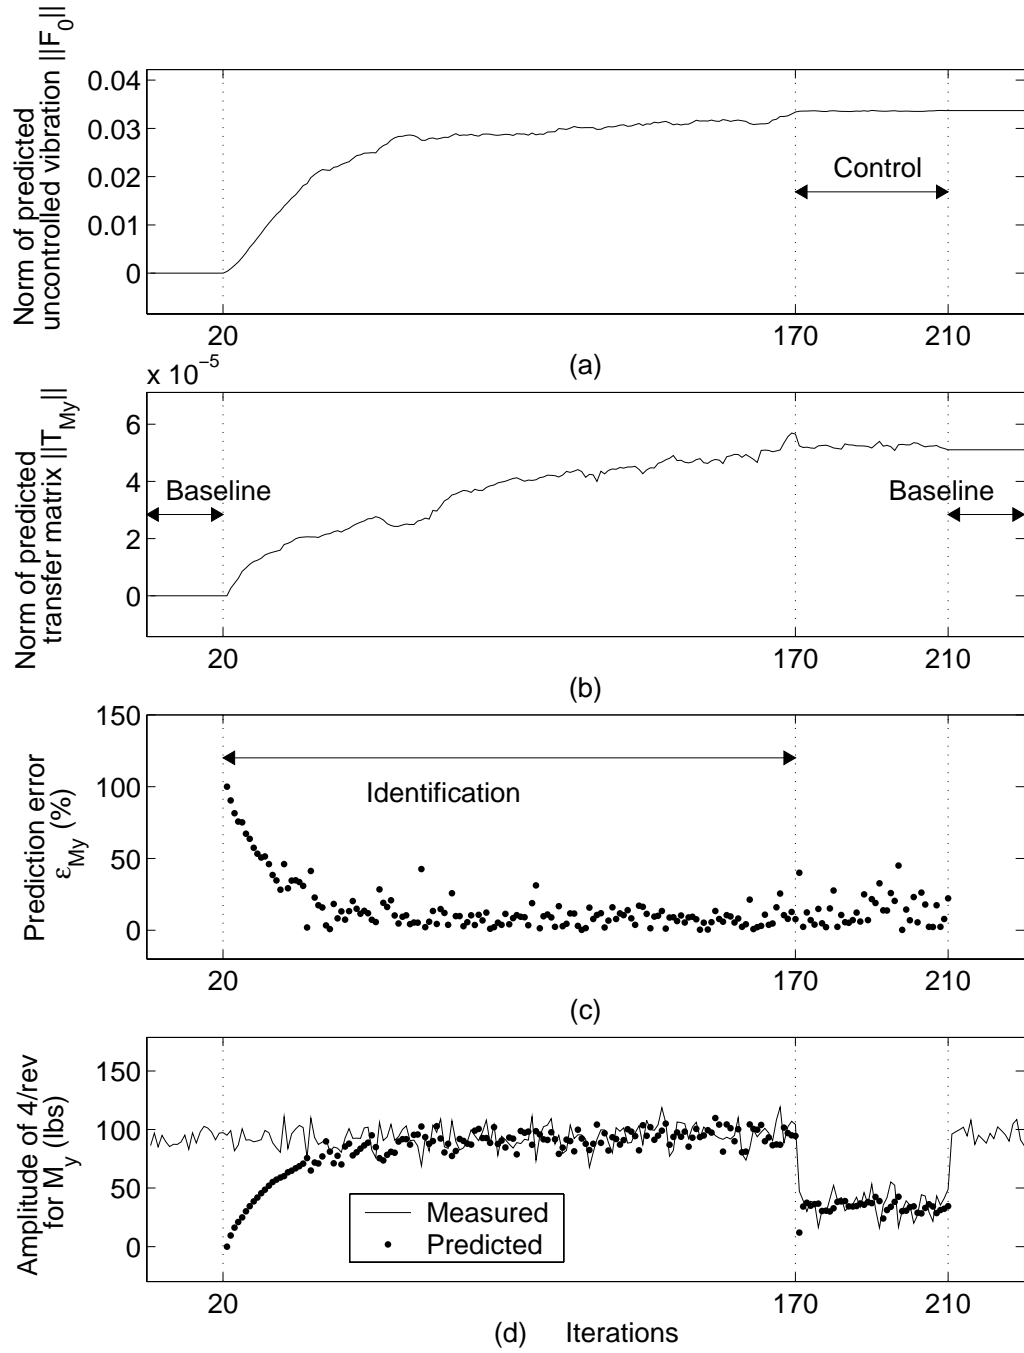 Norm of predicted
uncontrolled vibration ||F₀||
0.04
0.03
0.02
0.01
0
Control
20 170 210
(a)
Norm of predicted
transfer matrix ||T_My||
x 10⁻⁵
6
4
2
0
Baseline Baseline
20 170 210
(b)
Prediction error
ε_My (%)
150
100
50
0
Identification
20 170 210
(c)
Amplitude of 4/rev
for M_y (lbs)
150
100
50
0
Measured
Predicted
20 170 210
(d) Iterations